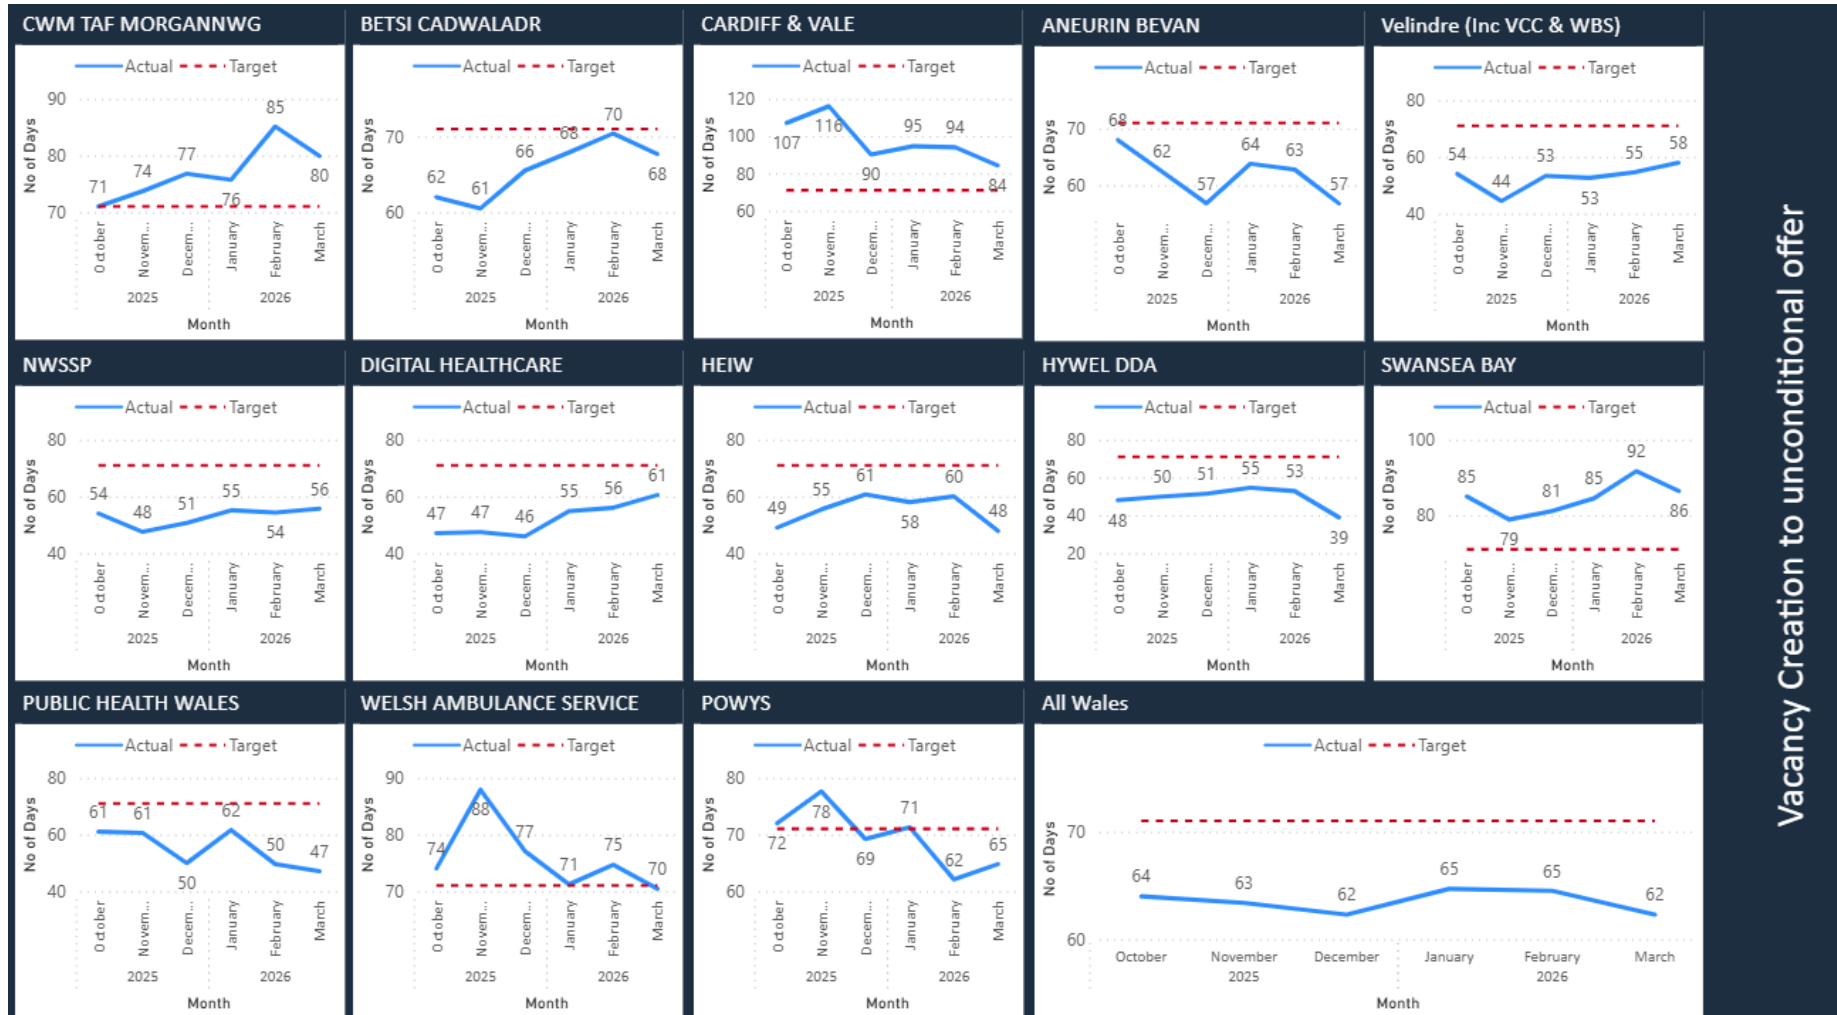 CWM TAF MORGANNWG
Actual Target
No of Days
90
80
70
71
74
77
76
85
80
October
Novem...
Decem...
January
February
March
2025
2026
Month
BETSI CADWALADR
Actual Target
No of Days
70
60
62
61
66
68
70
68
October
Novem...
Decem...
January
February
March
2025
2026
Month
CARDIFF & VALE
Actual Target
No of Days
120
100
80
60
107
116
90
95
94
84
October
Novem...
Decem...
January
February
March
2025
2026
Month
ANEURIN BEVAN
Actual Target
No of Days
70
60
68
62
57
64
63
57
October
Novem...
Decem...
January
February
March
2025
2026
Month
Velindre (Inc VCC & WBS)
Actual Target
No of Days
80
60
40
54
44
53
53
55
58
October
Novem...
Decem...
January
February
March
2025
2026
Month
NWSSP
Actual Target
No of Days
80
60
40
54
48
51
55
54
56
October
Novem...
Decem...
January
February
March
2025
2026
Month
DIGITAL HEALTHCARE
Actual Target
No of Days
80
60
40
47
47
46
55
56
61
October
Novem...
Decem...
January
February
March
2025
2026
Month
HEIW
Actual Target
No of Days
80
60
40
49
55
61
58
60
48
October
Novem...
Decem...
January
February
March
2025
2026
Month
HYWEL DDA
Actual Target
No of Days
80
60
40
20
48
50
51
55
53
39
October
Novem...
Decem...
January
February
March
2025
2026
Month
SWANSEA BAY
Actual Target
No of Days
100
80
85
79
81
85
92
86
October
Novem...
Decem...
January
February
March
2025
2026
Month
PUBLIC HEALTH WALES
Actual Target
No of Days
80
60
40
61
61
50
62
50
47
October
Novem...
Decem...
January
February
March
2025
2026
Month
WELSH AMBULANCE SERVICE
Actual Target
No of Days
90
80
70
74
88
77
71
75
70
October
Novem...
Decem...
January
February
March
2025
2026
Month
POWYS
Actual Target
No of Days
80
70
60
72
78
69
71
62
65
October
Novem...
Decem...
January
February
March
2025
2026
Month
All Wales
Actual Target
No of Days
70
60
64
63
62
65
65
62
October
November
December
January
February
March
2025
2026
Month
Vacancy Creation to unconditional offer